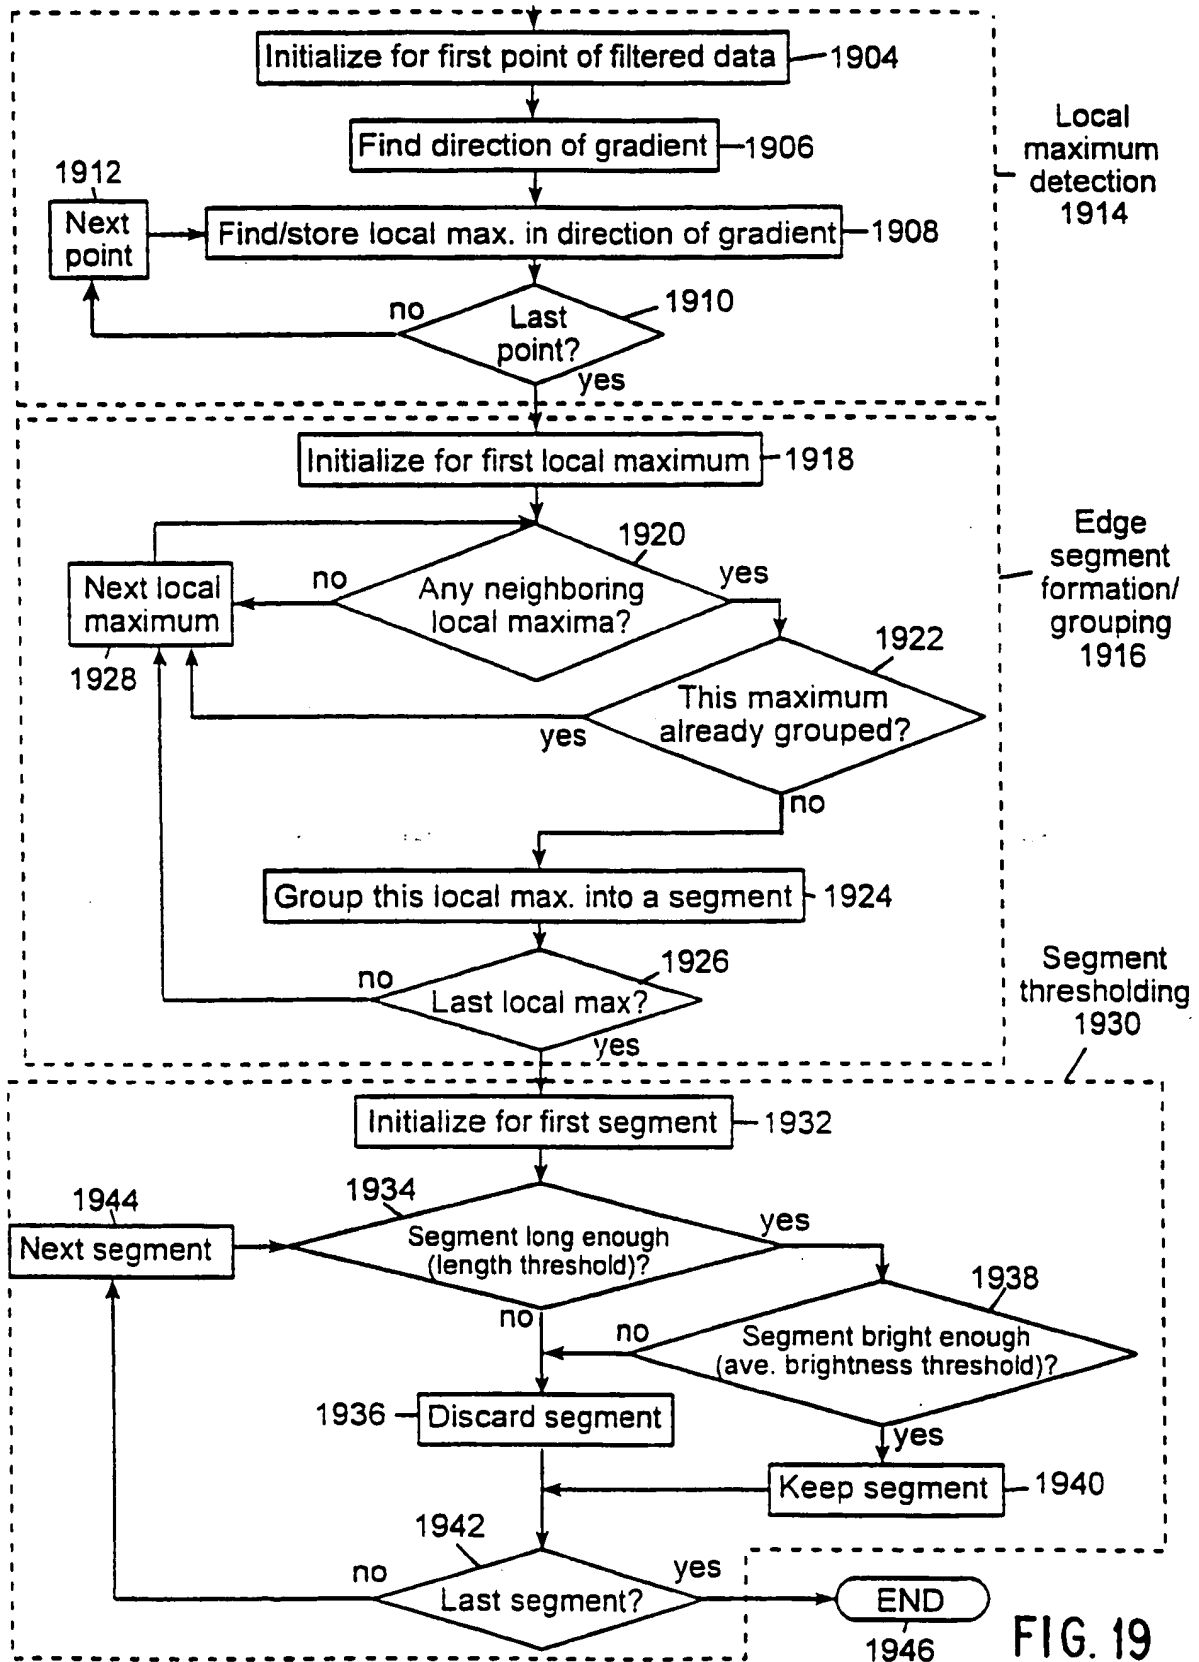 Initialize for first point of filtered data
1904
Find direction of gradient
1906
Local
maximum
detection
1914
1912
Next
point
Find/store local max. in direction of gradient
1908
no
Last
point?
1910
yes
Initialize for first local maximum
1918
1920
Edge
segment
formation/
grouping
1916
Next local
maximum
1928
no
Any neighboring
local maxima?
yes
1922
This maximum
already grouped?
yes
no
Group this local max. into a segment
1924
no
Last local max?
1926
yes
Segment
thresholding
1930
Initialize for first segment
1932
1944
Next segment
1934
Segment long enough
(length threshold)?
yes
no
1938
no
Segment bright enough
(ave. brightness threshold)?
yes
1936
Discard segment
Keep segment
1940
1942
no
Last segment?
yes
END
1946
FIG. 19